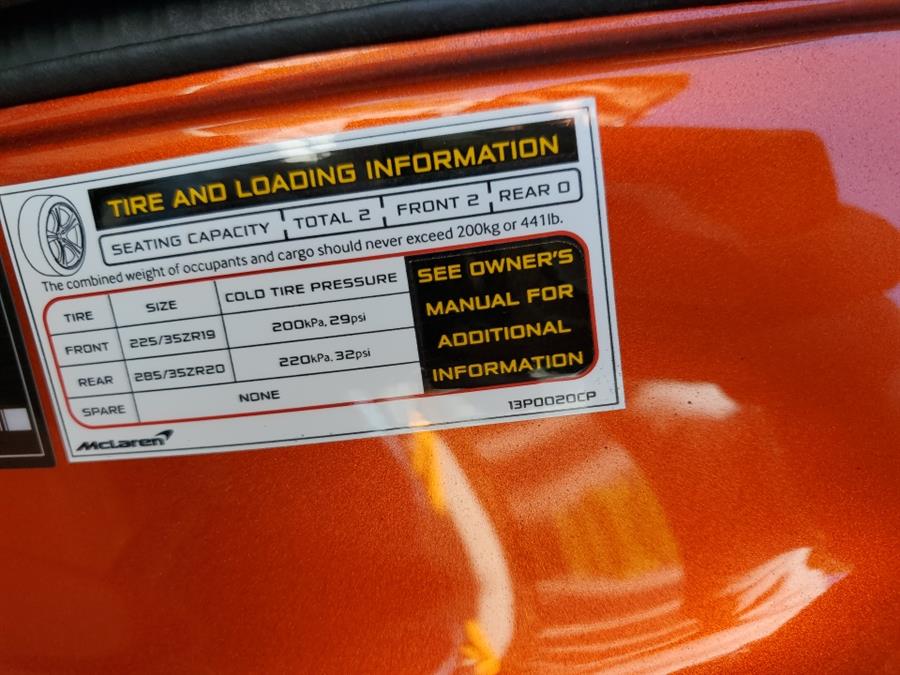 TIRE AND LOADING INFORMATION
SEATING CAPACITY TOTAL 2 FRONT 2 REAR 0
The combined weight of occupants and cargo should never exceed 200kg or 441lb.
TIRE SIZE COLD TIRE PRESSURE
FRONT 225/35ZR19 200kPa, 29psi
REAR 285/35ZR20 220kPa, 32psi
SPARE NONE
SEE OWNER'S
MANUAL FOR
ADDITIONAL
INFORMATION
McLaren
13P0020CP